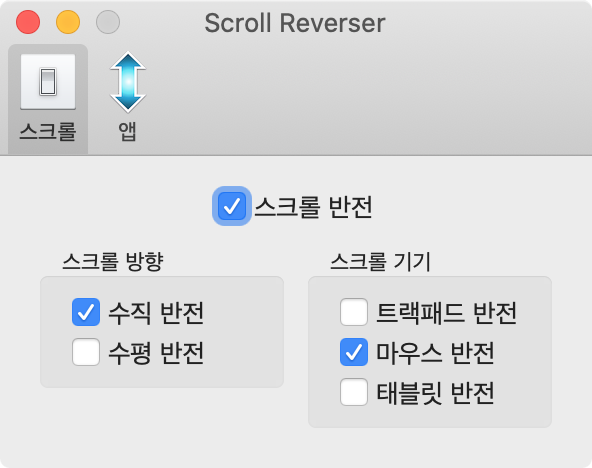 Scroll Reverser
스크롤
앱
스크롤 반전
스크롤 방향
수직 반전
수평 반전
스크롤 기기
트랙패드 반전
마우스 반전
태블릿 반전